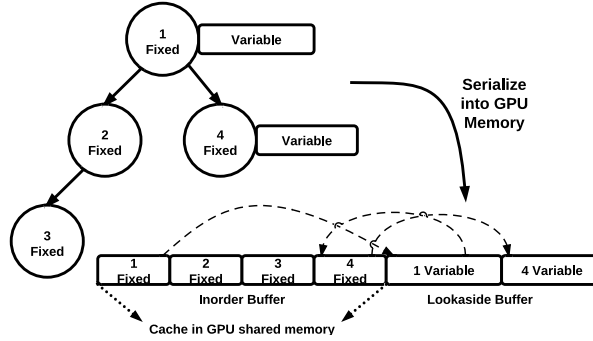 1
Fixed
Variable
2
Fixed
4
Fixed
Variable
Serialize
into GPU
Memory
3
Fixed
1
Fixed
2
Fixed
3
Fixed
4
Fixed
1 Variable
4 Variable
Inorder Buffer
Lookaside Buffer
Cache in GPU shared memory